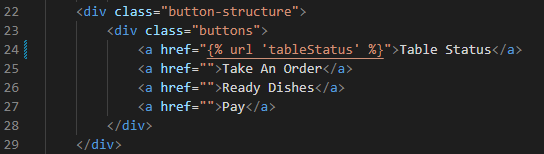 22 <div class="button-structure">
23 <div class="buttons">
24 <a href="{% url 'tableStatus' %}">Table Status</a>
25 <a href="">Take An Order</a>
26 <a href="">Ready Dishes</a>
27 <a href="">Pay</a>
28 </div>
29 </div>